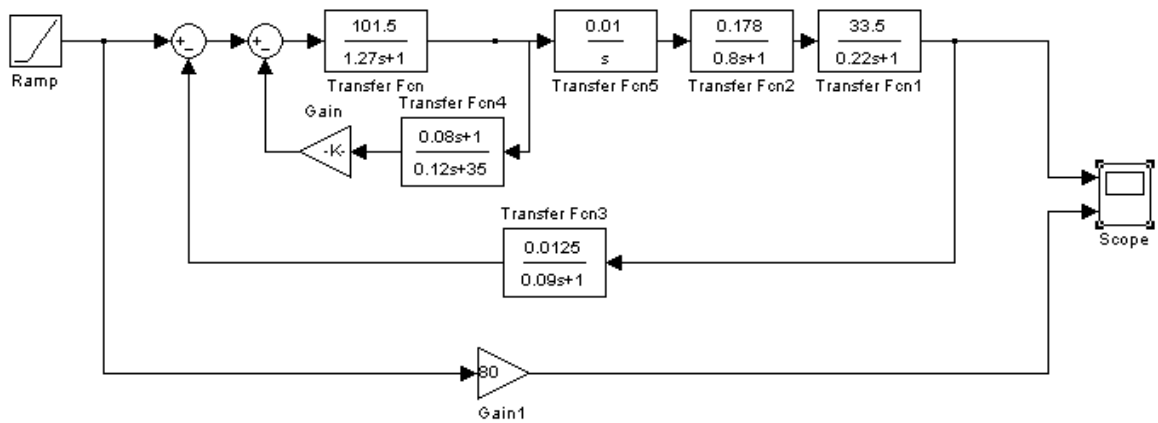 Ramp
+
−
+
−
101.5
1.27s+1
Transfer Fcn
0.01
s
Transfer Fcn5
0.178
0.8s+1
Transfer Fcn2
33.5
0.22s+1
Transfer Fcn1
Gain
-K-
Transfer Fcn4
0.08s+1
0.12s+35
Transfer Fcn3
0.0125
0.09s+1
Scope
80
Gain1